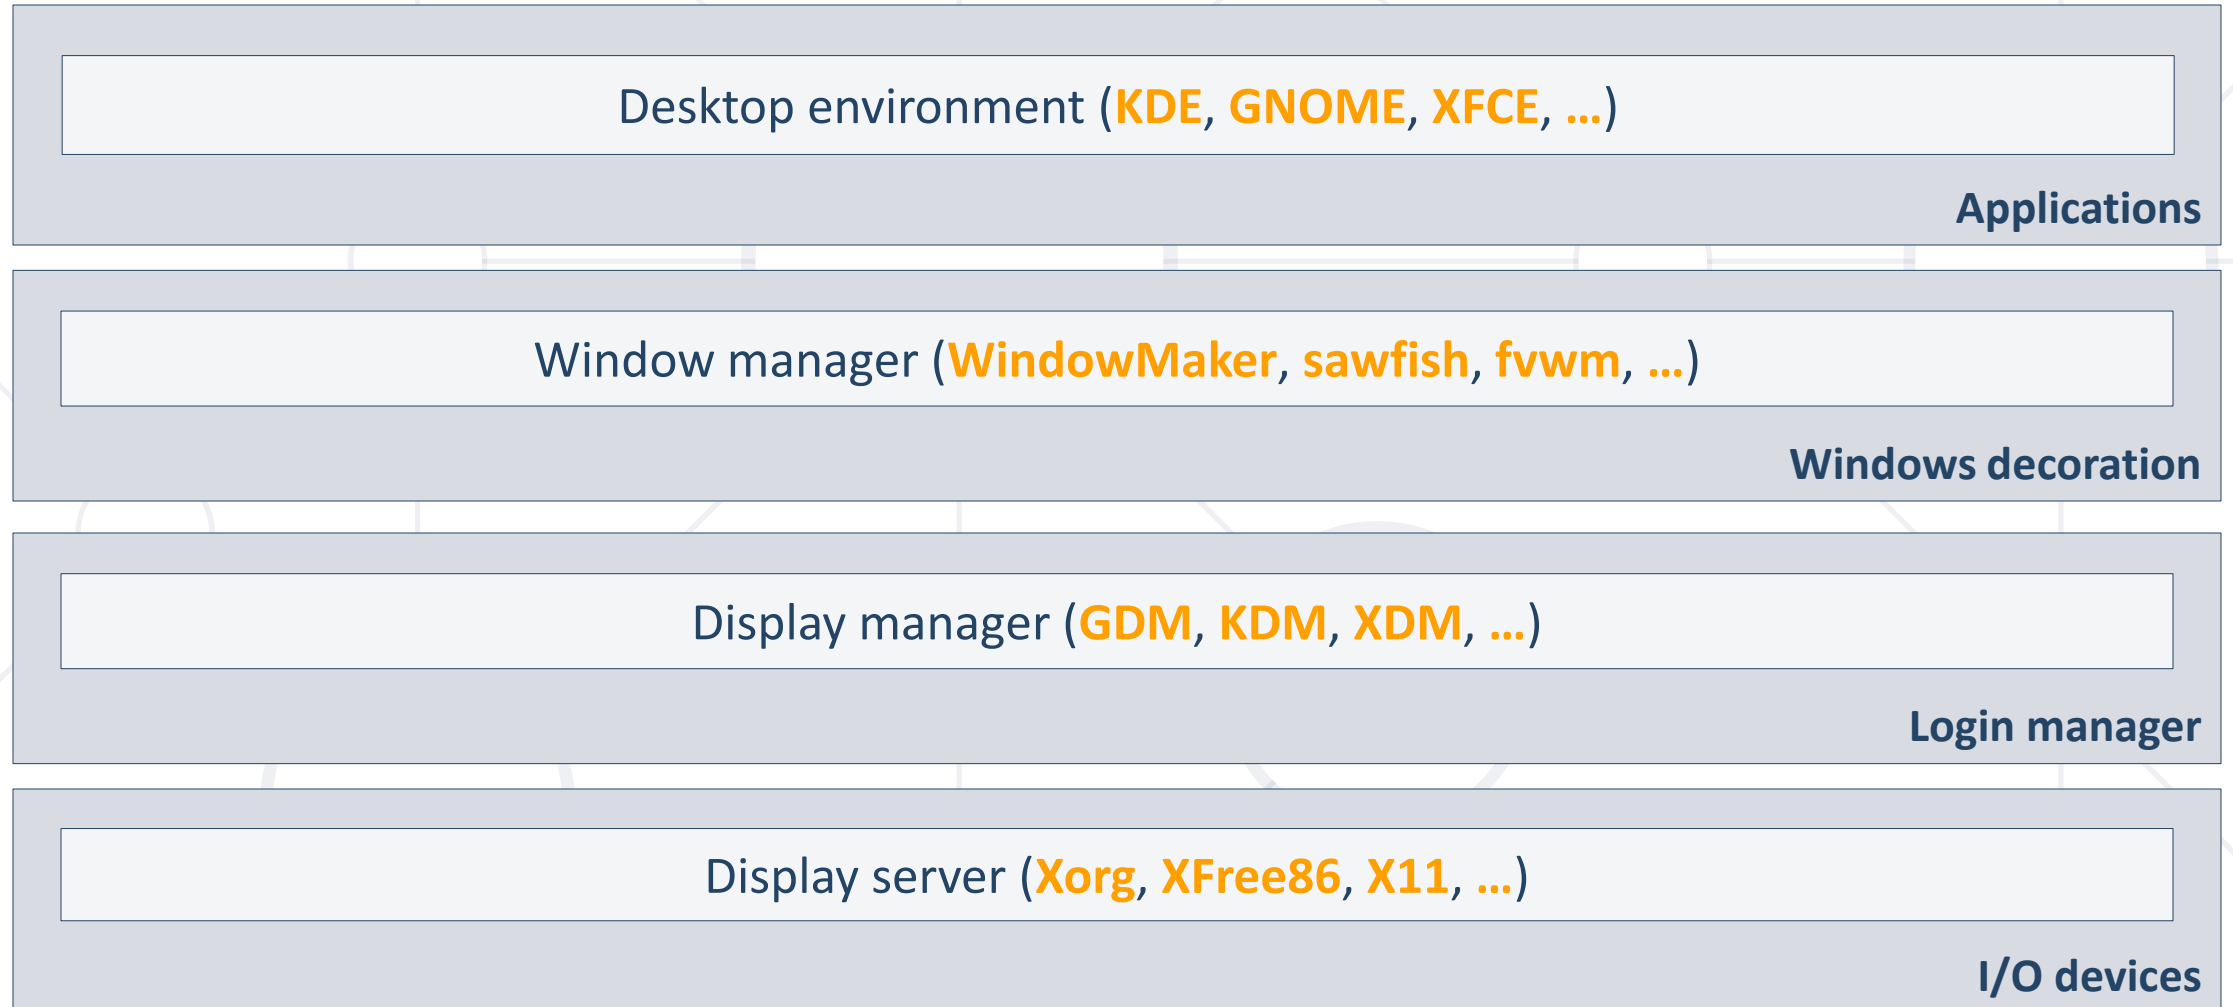 Desktop environment (KDE, GNOME, XFCE, ...)
Applications
Window manager (WindowMaker, sawfish, fvwm, ...)
Windows decoration
Display manager (GDM, KDM, XDM, ...)
Login manager
Display server (Xorg, XFree86, X11, ...)
I/O devices